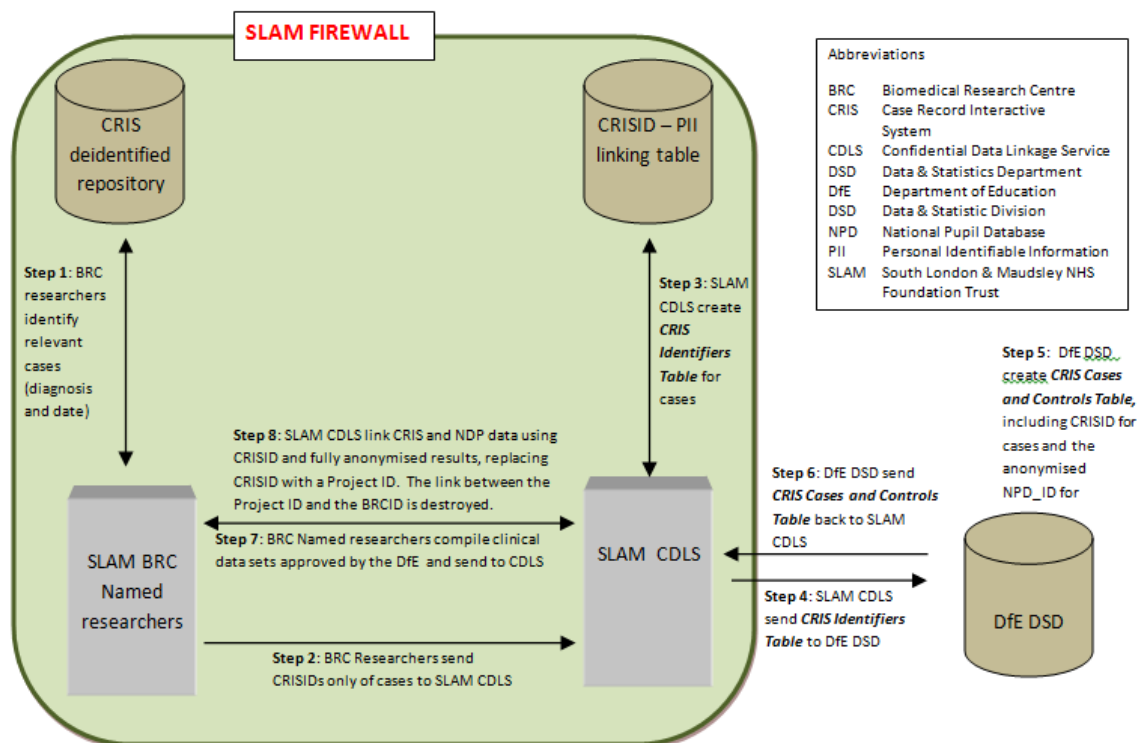 SLAM FIREWALL
CRIS
deidentified
repository
CRISID – PII
linking table
Abbreviations
BRC Biomedical Research Centre
CRIS Case Record Interactive
System
CDLS Confidential Data Linkage Service
DSD Data & Statistics Department
DfE Department of Education
DSD Data & Statistic Division
NPD National Pupil Database
PII Personal Identifiable Information
SLAM South London & Maudsley NHS
Foundation Trust
Step 1: BRC
researchers
identify
relevant
cases
(diagnosis
and date)
Step 3: SLAM
CDLS create
CRIS
Identifiers
Table for
cases
Step 5: DfE DSD
create CRIS Cases
and Controls Table,
including CRISID for
cases and the
anonymised
NPD_ID for
Step 8: SLAM CDLS link CRIS and NDP data using
CRISID and fully anonymised results, replacing
CRISID with a Project ID. The link between the
Project ID and the BRCID is destroyed.
Step 7: BRC Named researchers compile clinical
data sets approved by the DfE and send to CDLS
Step 6: DfE DSD send
CRIS Cases and Controls
Table back to SLAM
CDLS
SLAM BRC
Named
researchers
SLAM CDLS
Step 4: SLAM CDLS
send CRIS Identifiers
Table to DfE DSD
DfE DSD
Step 2: BRC Researchers send
CRISIDs only of cases to SLAM CDLS